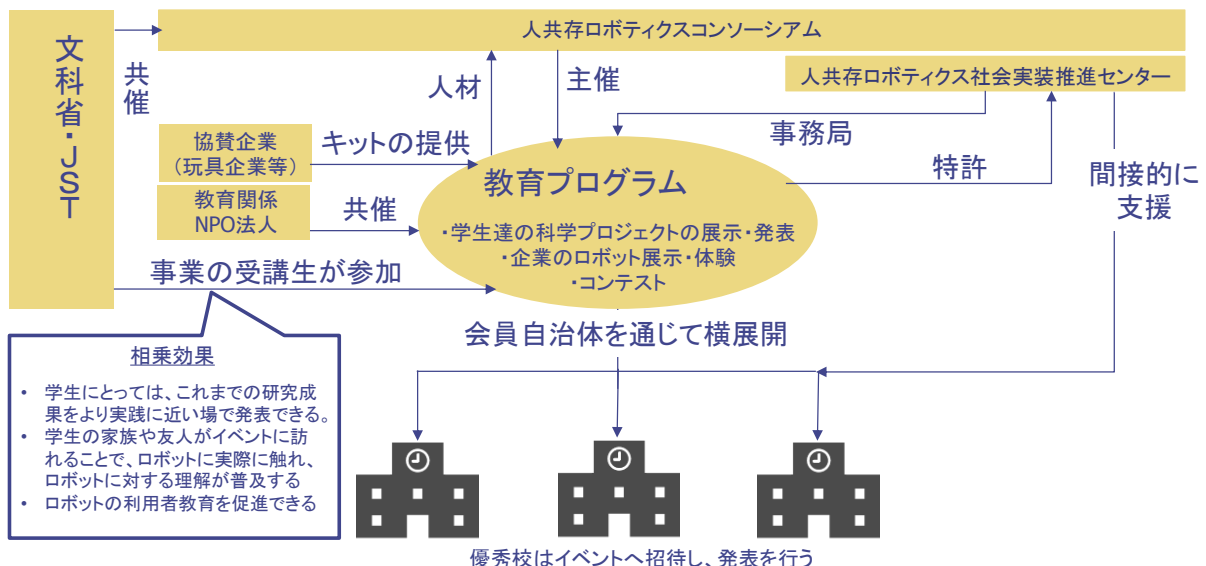 人共存ロボティクスコンソーシアム
文科省・JST
共催
人材
主催
人共存ロボティクス社会実装推進センター
事務局
協賛企業
(玩具企業等)
キットの提供
教育関係
NPO法人
共催
教育プログラム
・学生達の科学プロジェクトの展示・発表
・企業のロボット展示・体験
・コンテスト
特許
間接的に
支援
事業の受講生が参加
会員自治体を通じて横展開
相乗効果
• 学生にとっては、これまでの研究成
果をより実践に近い場で発表できる。
• 学生の家族や友人がイベントに訪
れることで、ロボットに実際に触れ、
ロボットに対する理解が普及する
• ロボットの利用者教育を促進できる
優秀校はイベントへ招待し、発表を行う